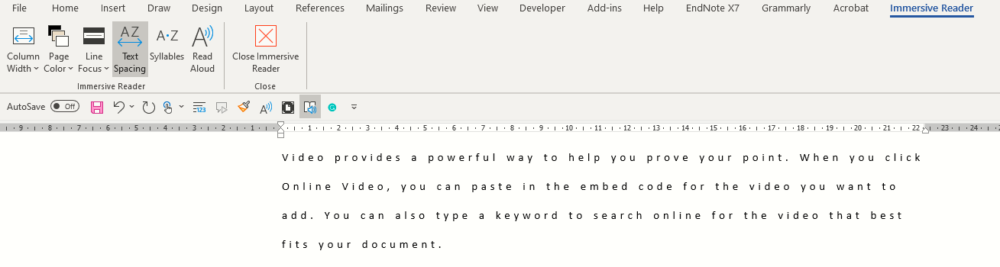 File Home Insert Draw Design Layout References Mailings Review View Developer Add-ins Help EndNote X7 Grammarly Acrobat Immersive Reader
AZ A·Z A
Column Page Line Text Syllables Read Close Immersive
Width Color Focus Spacing Aloud Reader
Immersive Reader Close
AutoSave Off 123 A G
9 8 7 6 5 4 3 2 1 1 2 3 4 5 6 7 8 9 10 11 12 13 14 15 16 17 18 19 20 21 22 23 24
Video provides a powerful way to help you prove your point. When you click
Online Video, you can paste in the embed code for the video you want to
add. You can also type a keyword to search online for the video that best
fits your document.